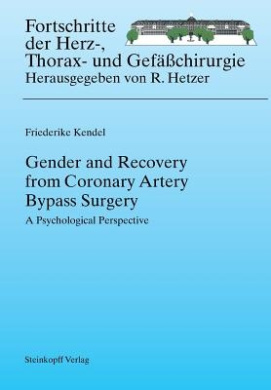 Fortschritte
der Herz-,
Thorax- und Gefäßchirurgie
Herausgegeben von R. Hetzer
Friederike Kendel
Gender and Recovery
from Coronary Artery
Bypass Surgery
A Psychological Perspective
Steinkopff Verlag